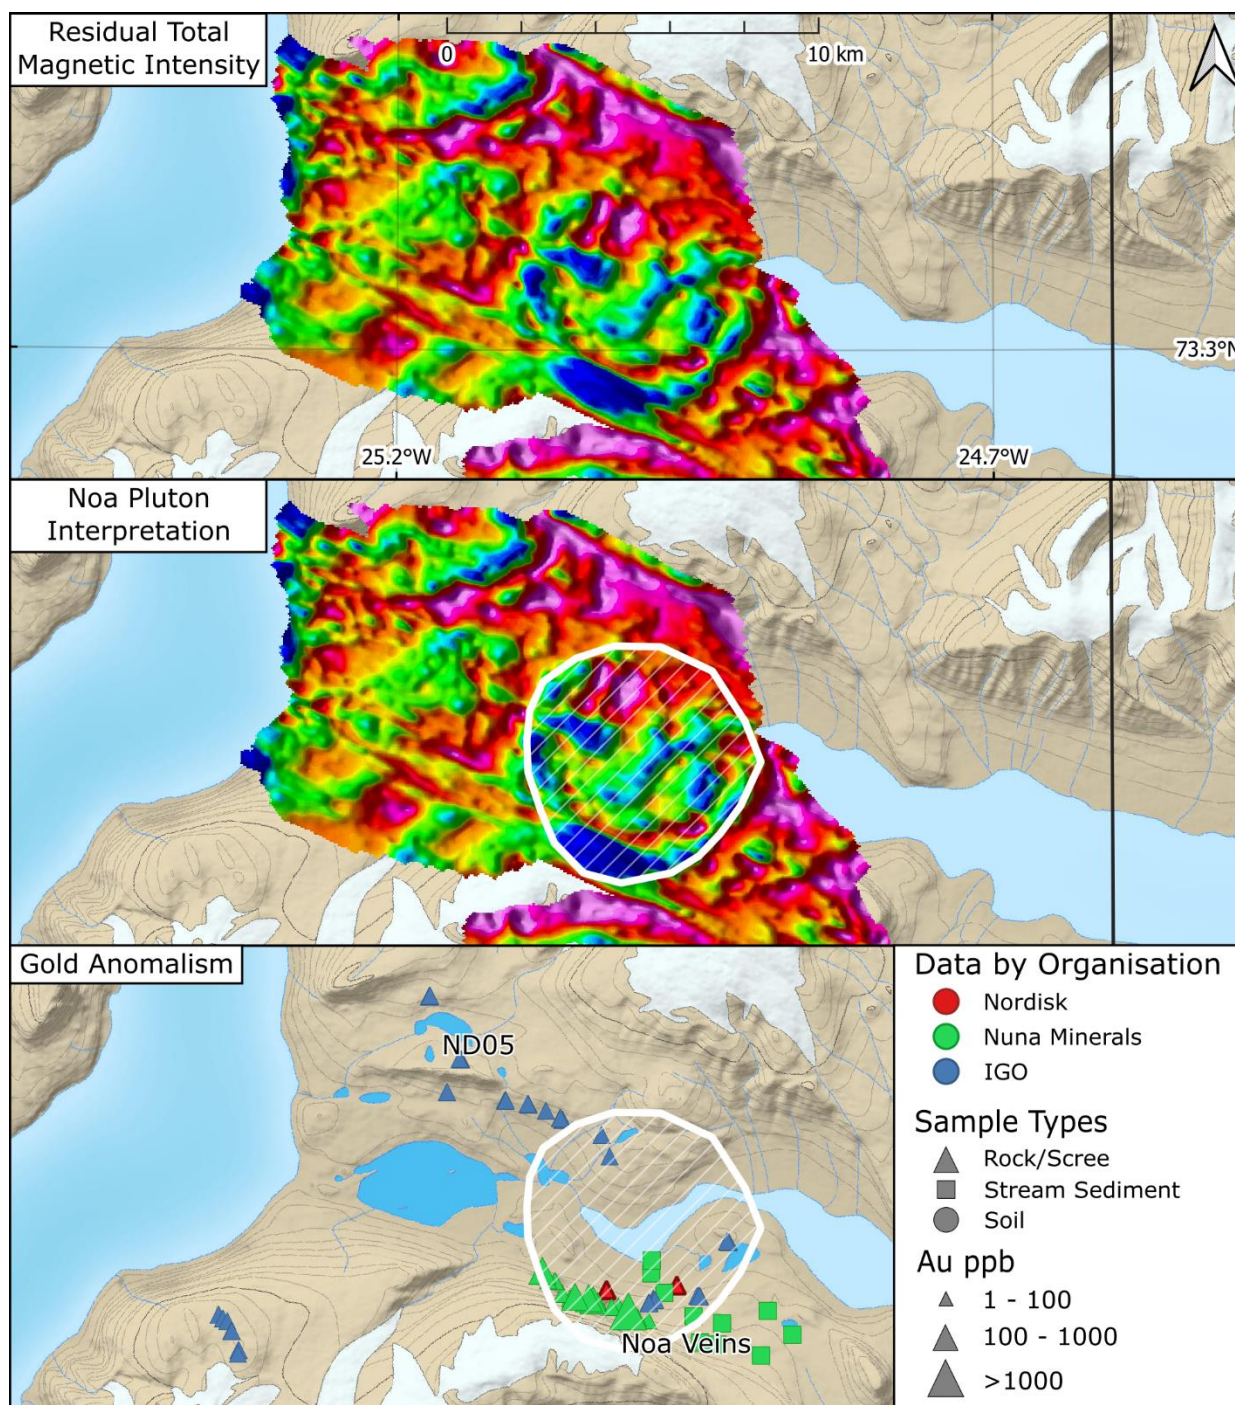 Residual Total
Magnetic Intensity
0
10 km
73.3°N
25.2°W
24.7°W
Noa Pluton
Interpretation
Gold Anomalism
ND05
Noa Veins
Data by Organisation
Nordisk
Nuna Minerals
IGO
Sample Types
Rock/Scree
Stream Sediment
Soil
Au ppb
1 - 100
100 - 1000
>1000